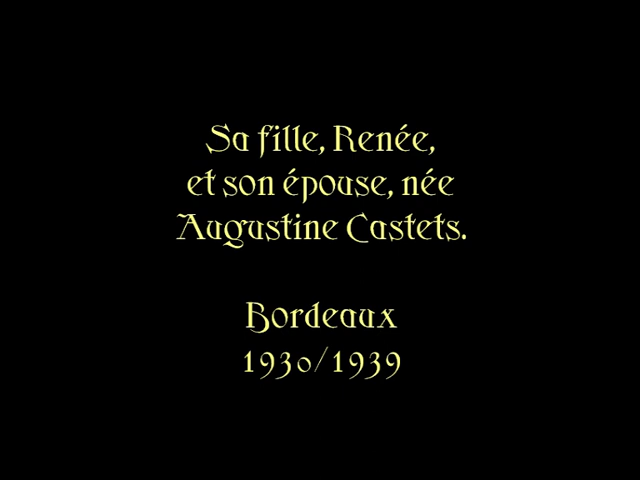 Sa fille, Renée,
et son épouse, née
Augustine Castets.
Bordeaux
1930/1939